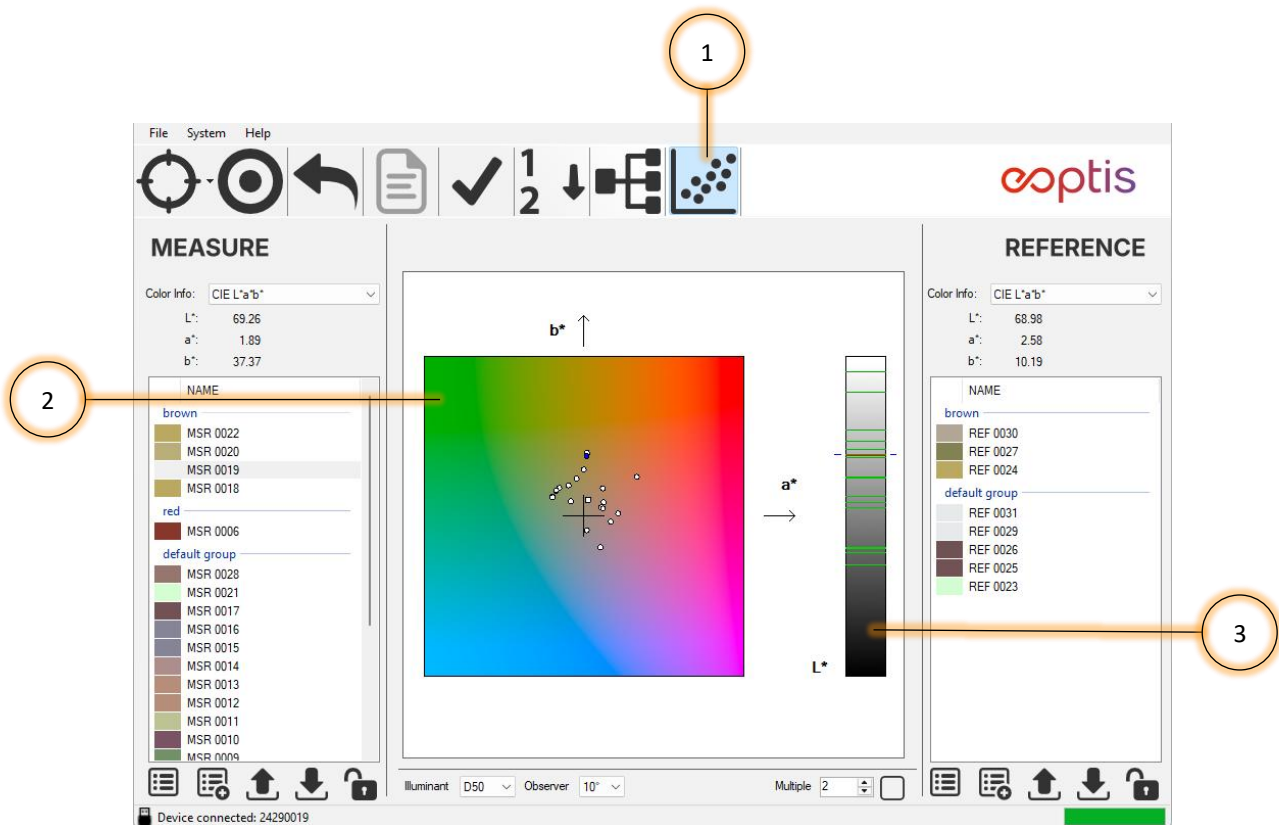 1
File System Help
1
2
eoptis
MEASURE
REFERENCE
Color Info: CIE L*a*b*
L*: 69.26
a*: 1.89
b*: 37.37
NAME
brown
MSR 0022
MSR 0020
MSR 0019
MSR 0018
red
MSR 0006
default group
MSR 0028
MSR 0021
MSR 0017
MSR 0016
MSR 0015
MSR 0014
MSR 0013
MSR 0012
MSR 0011
MSR 0010
MSR 0009
2
b*
a*
L*
Color Info: CIE L*a*b*
L*: 68.98
a*: 2.58
b*: 10.19
NAME
brown
REF 0030
REF 0027
REF 0024
default group
REF 0031
REF 0029
REF 0026
REF 0025
REF 0023
3
Illuminant D50 Observer 10° Multiple 2
Device connected: 24290019